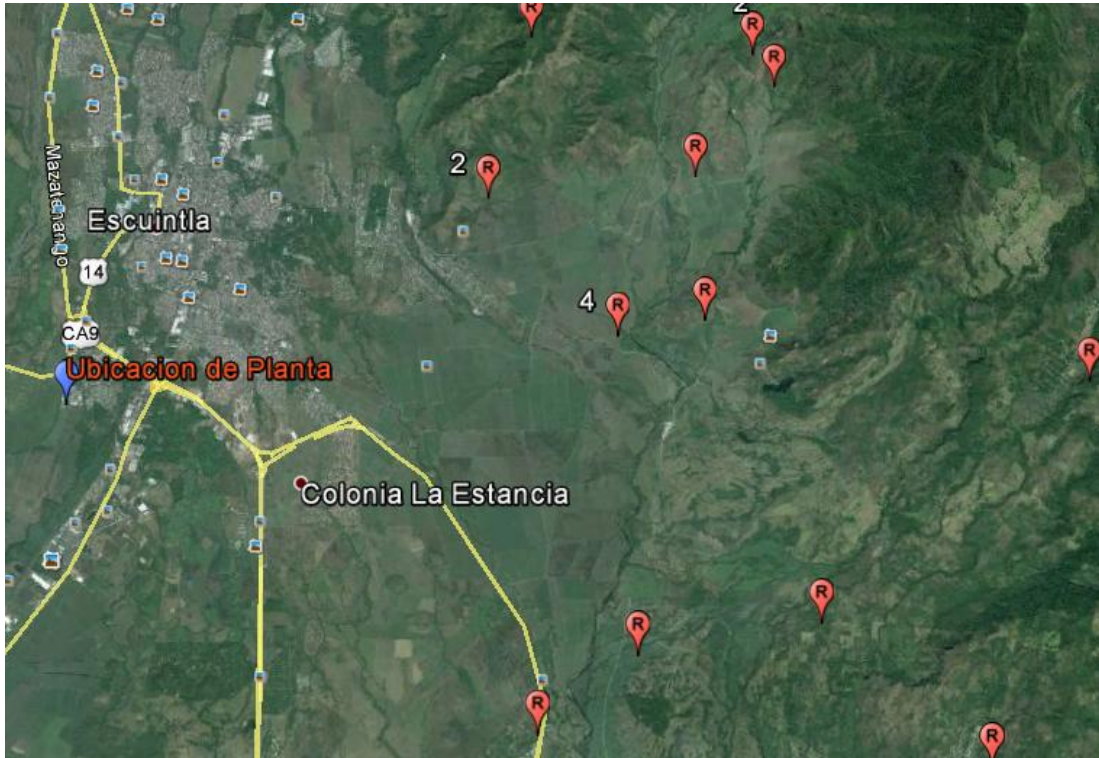 R
2
R
R
R
2
R
Mazatenango
Escuintla
14
R
4
R
CA9
R
Ubicacion de Planta
Colonia La Estancia
R
R
R
R